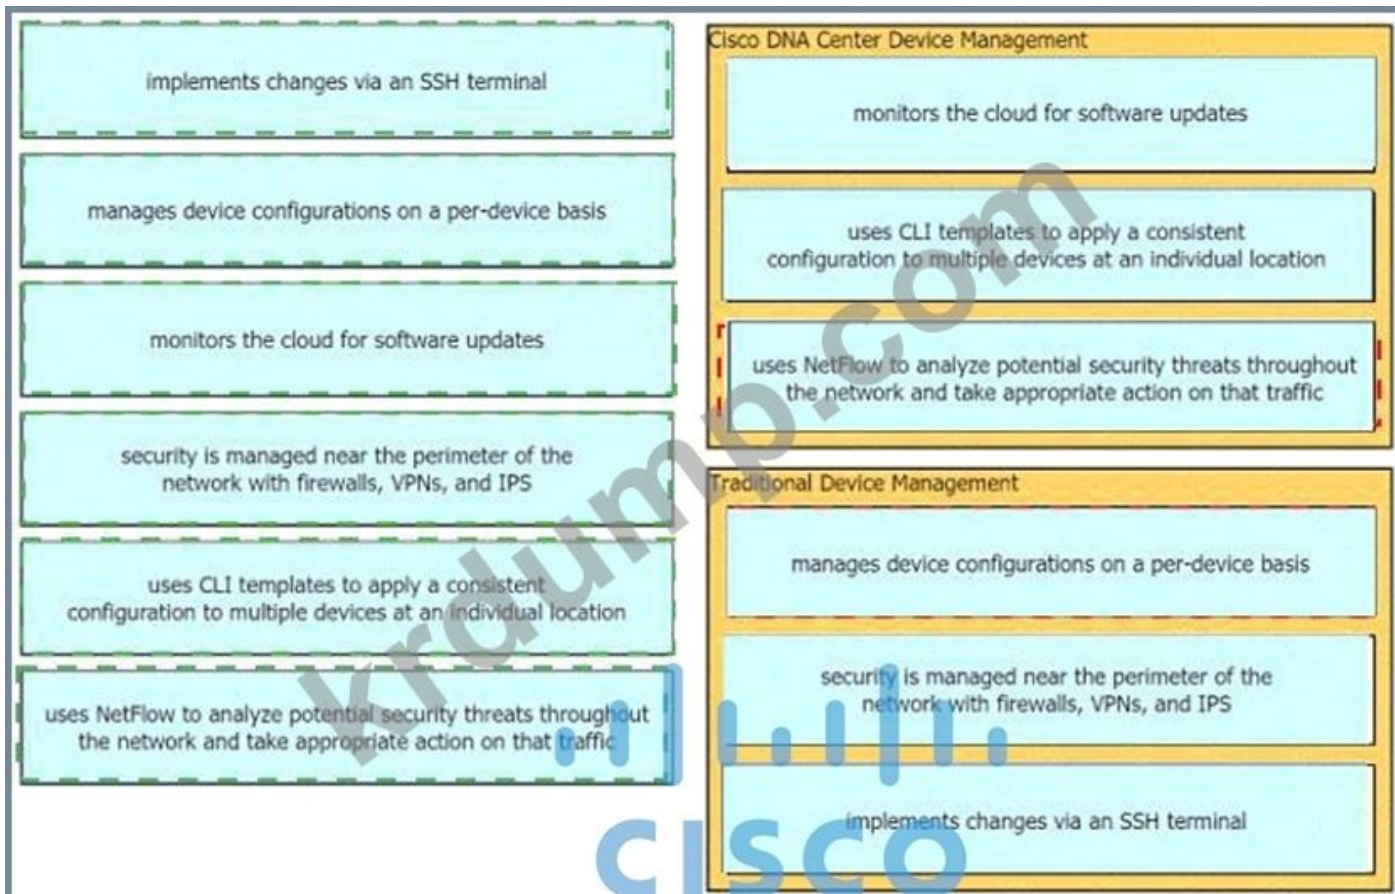 implements changes via an SSH terminal
manages device configurations on a per-device basis
monitors the cloud for software updates
security is managed near the perimeter of the
network with firewalls, VPNs, and IPS
uses CLI templates to apply a consistent
configuration to multiple devices at an individual location
uses NetFlow to analyze potential security threats throughout
the network and take appropriate action on that traffic
Cisco DNA Center Device Management
monitors the cloud for software updates
uses CLI templates to apply a consistent
configuration to multiple devices at an individual location
uses NetFlow to analyze potential security threats throughout
the network and take appropriate action on that traffic
Traditional Device Management
manages device configurations on a per-device basis
security is managed near the perimeter of the
network with firewalls, VPNs, and IPS
implements changes via an SSH terminal
krdump.com
CISCO